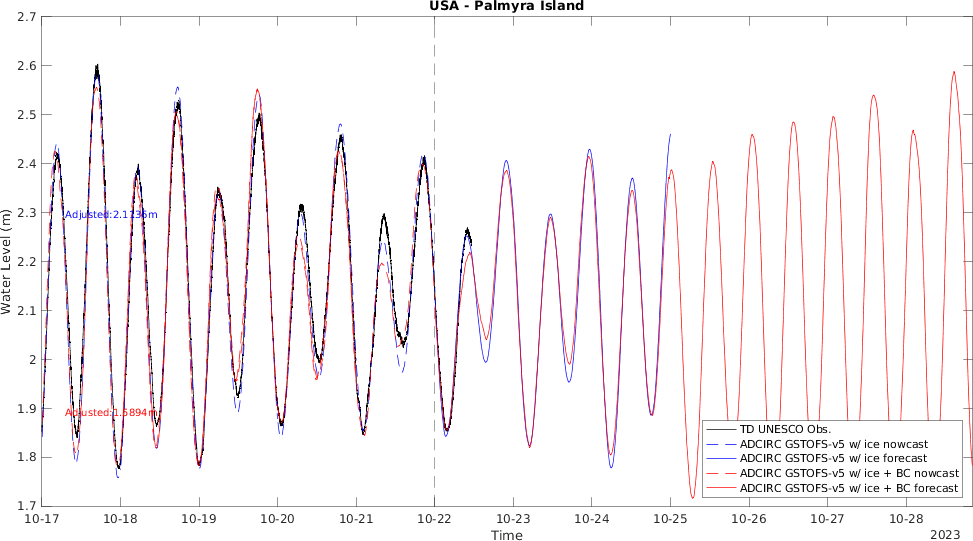 USA - Palmyra Island
2.7
2.6
2.5
2.4
2.3
2.2
2.1
2
1.9
1.8
1.7
Water Level (m)
Adjusted:2.1136m
Adjusted:1.5894m
TD UNESCO Obs.
ADCIRC GSTOFS-v5 w/ ice nowcast
ADCIRC GSTOFS-v5 w/ ice forecast
ADCIRC GSTOFS-v5 w/ ice + BC nowcast
ADCIRC GSTOFS-v5 w/ ice + BC forecast
10-17 10-18 10-19 10-20 10-21 10-22 10-23 10-24 10-25 10-26 10-27 10-28
Time
2023